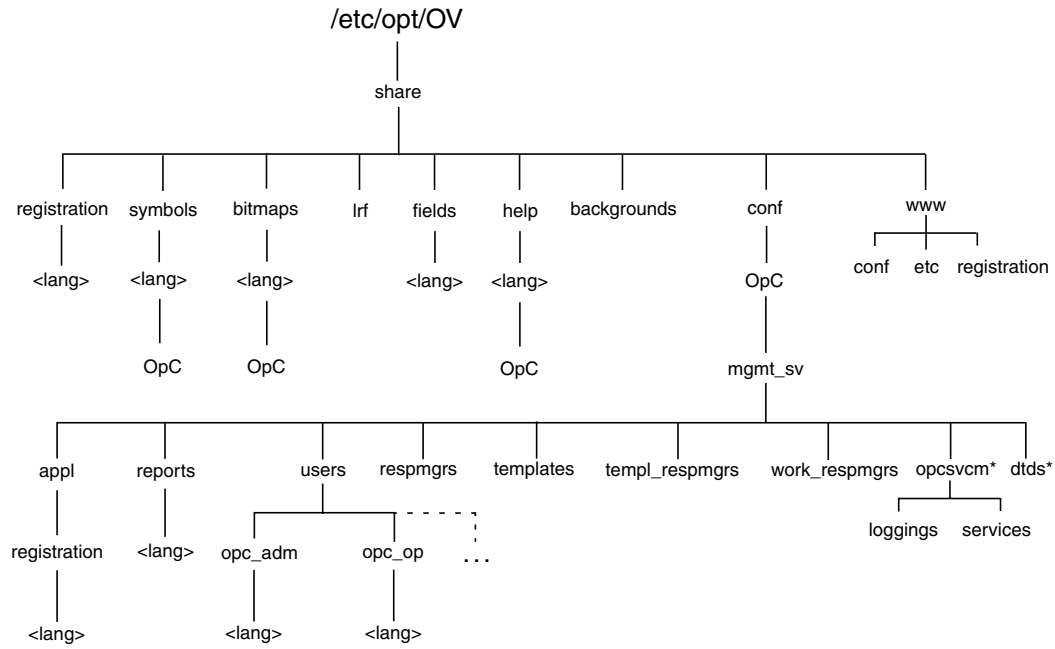 /etc/opt/OV
share
registration symbols bitmaps lrf fields help backgrounds conf www
<lang> <lang> <lang> <lang> <lang> OpC conf etc registration
OpC OpC OpC mgmt_sv
appl reports users respmgrs templates templ_respmgrs work_respmgrs opcsvcm* dtds*
loggings services
registration <lang> opc_adm opc_op ...
<lang> <lang> <lang>